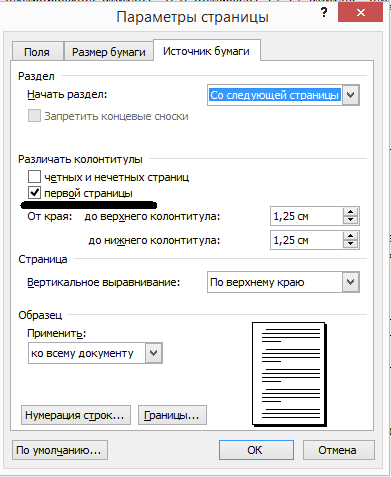 Параметры страницы ? x
Поля Размер бумаги Источник бумаги
Раздел
Начать раздел: Со следующей страницы
Запретить концевые сноски
Различать колонтитулы
четных и нечетных страниц
первой страницы
От края: до верхнего колонтитула: 1,25 см
до нижнего колонтитула: 1,25 см
Страница
Вертикальное выравнивание: По верхнему краю
Образец
Применить:
ко всему документу
Нумерация строк... Границы...
По умолчанию... ОК Отмена